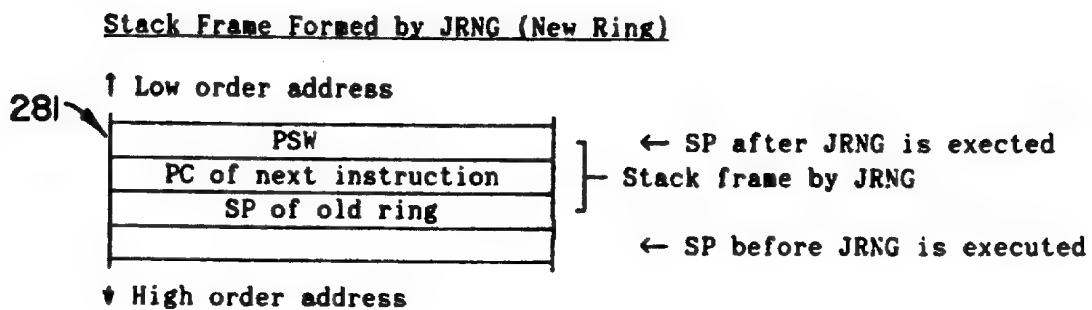 Stack Frame Formed by JRNG (New Ring)
↑ Low order address
281
PSW ← SP after JRNG is exected
PC of next instruction Stack frame by JRNG
SP of old ring
← SP before JRNG is executed
↓ High order address